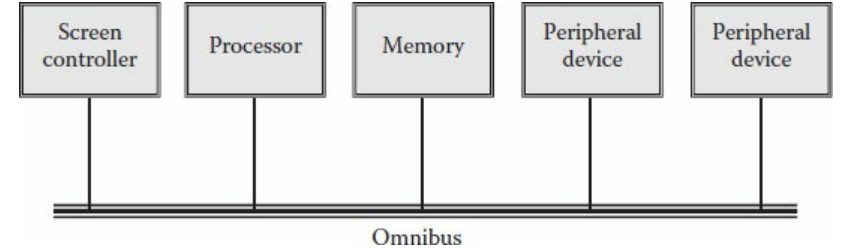 Screen
controller
Processor
Memory
Peripheral
device
Peripheral
device
Omnibus